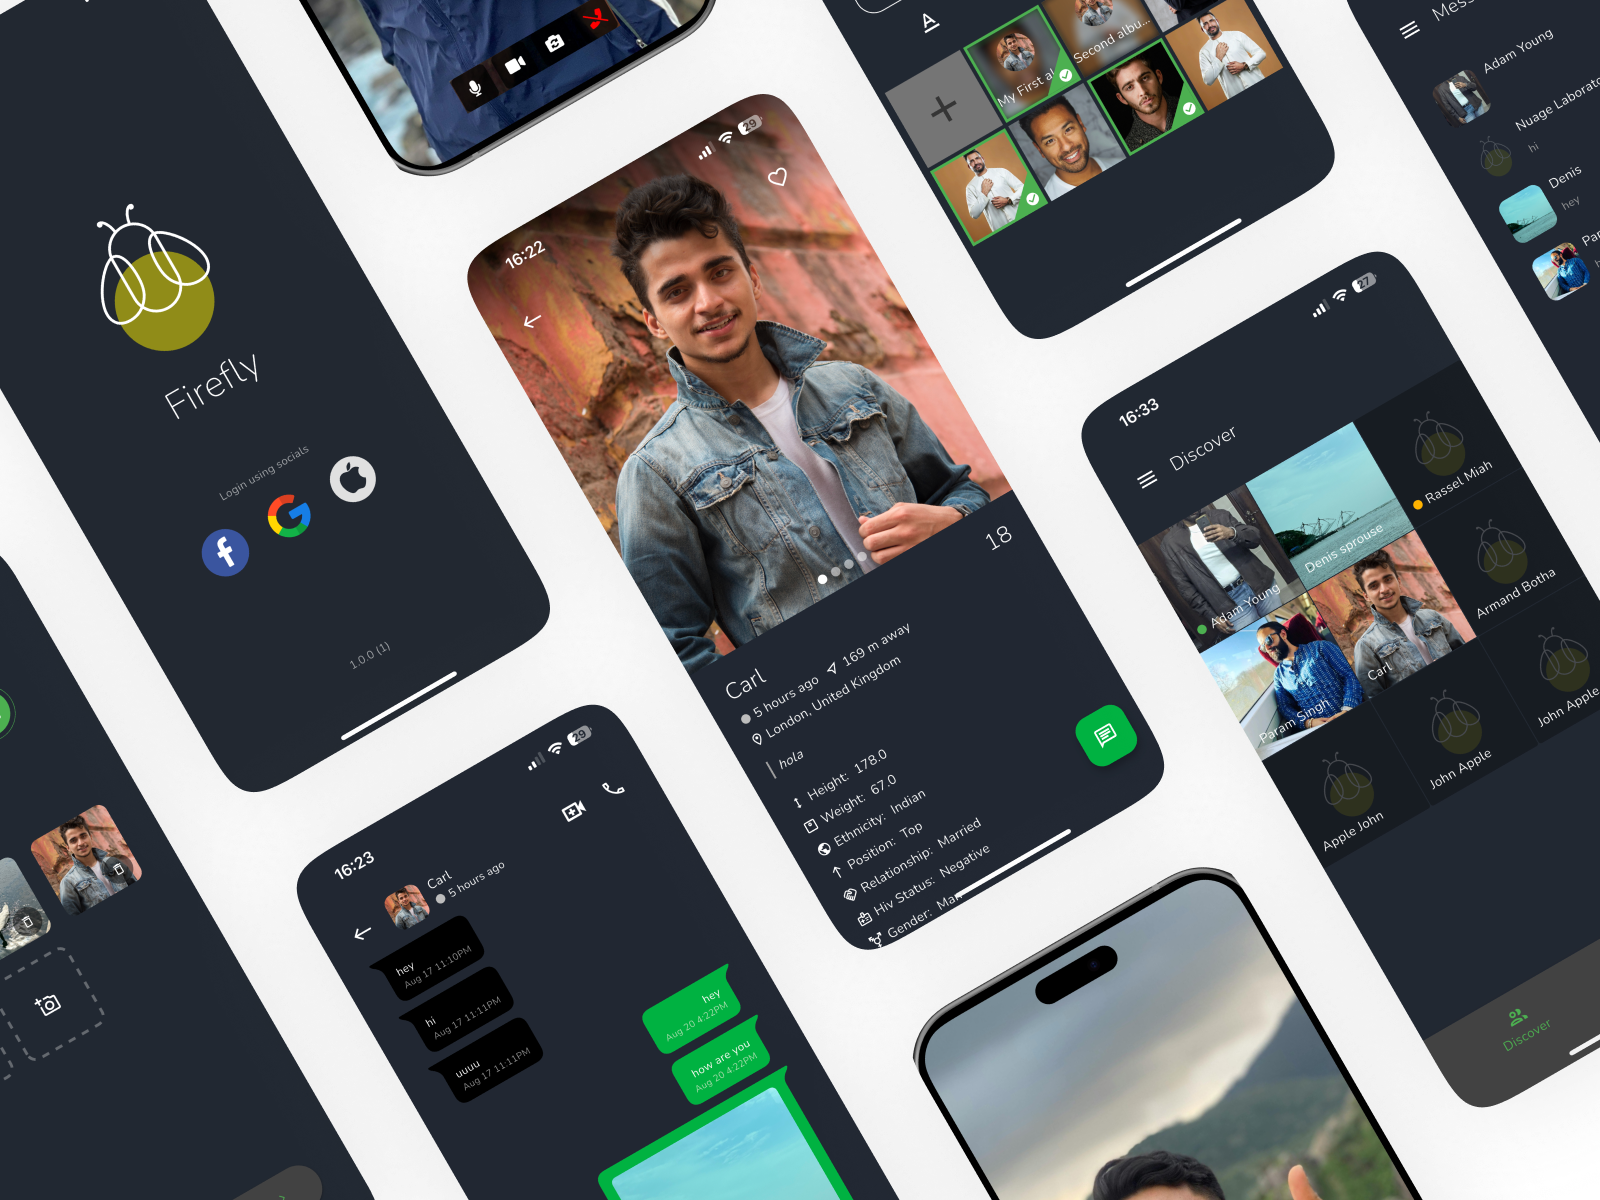 Firefly
Login using socials
1.0.0 (1)
16:22
29
18
Carl
5 hours ago 169 m away
London, United Kingdom
hola
Height: 178.0
Weight: 67.0
Ethnicity: Indian
Position: Top
Relationship: Married
Hiv Status: Negative
Gender:
16:23
29
Carl
5 hours ago
hey
Aug 17 11:10PM
hi
Aug 17 11:11PM
uuuu
Aug 17 11:11PM
hey
Aug 20 4:22PM
how are you
Aug 20 4:22PM
A
My First al
Second albu...
16:33
27
Discover
Adam Young
Denis sprouse
Rassel Miah
Param Singh
Carl
Armand Botha
Apple John
John Apple
John Apple
Discover
Mess
Adam Young
Nuage Laborato
hi
Denis
hey
Par